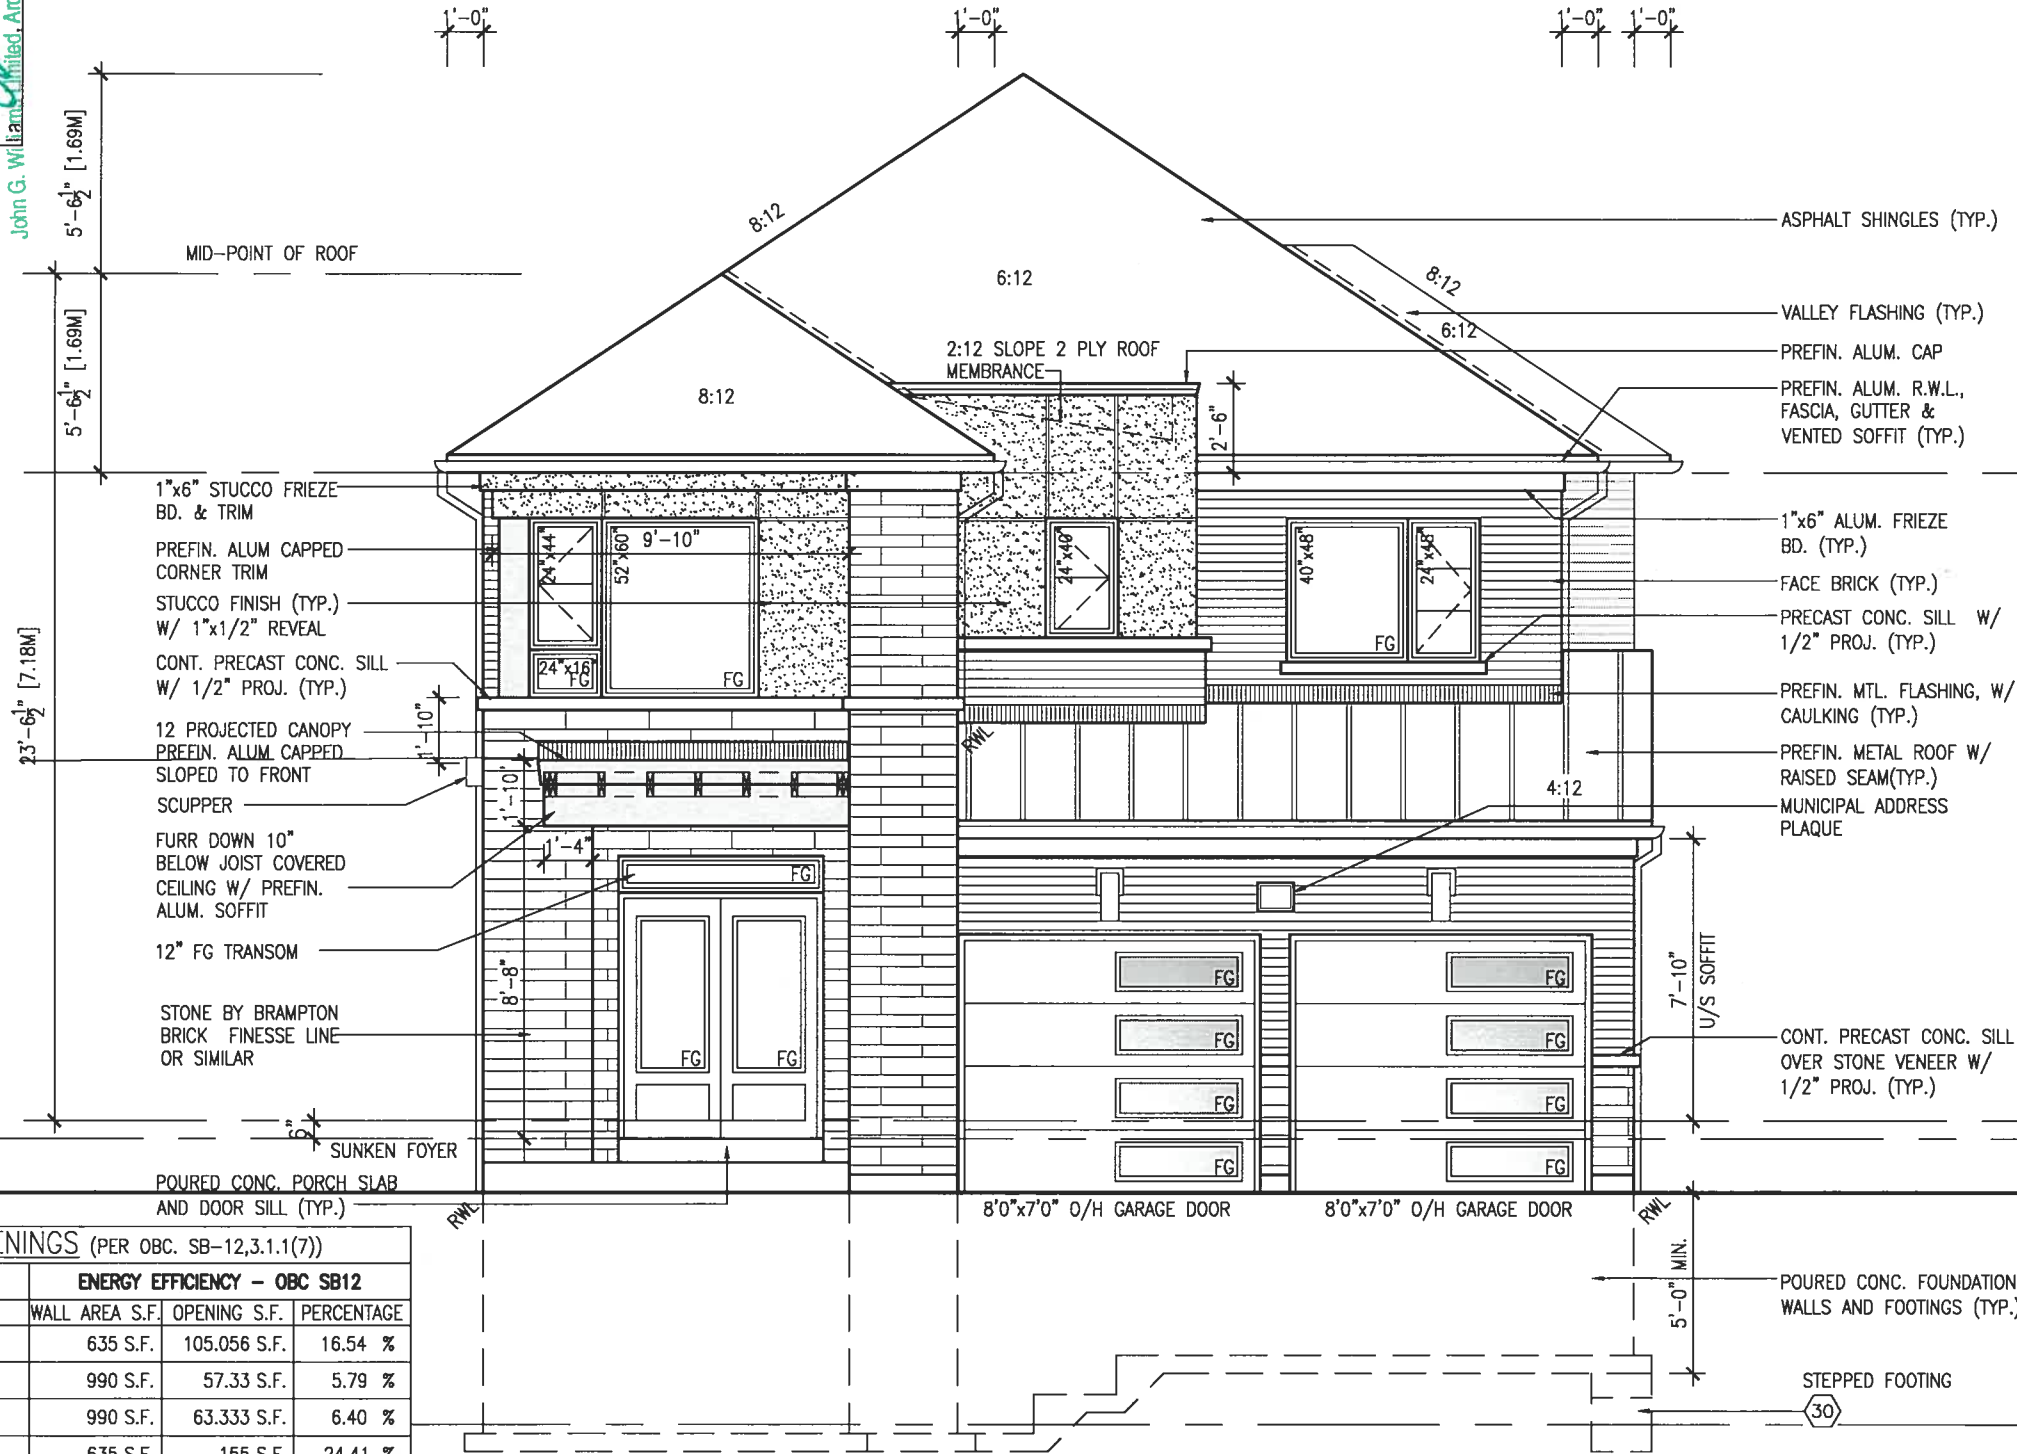 1'-0"
1'-0"
1'-0"
1'-0"
John G. Williams Limited,
5'-6 1/2" [1.69M]
5'-6 1/2" [1.69M]
23'-6 1/2" [7.18M]
MID-POINT OF ROOF
8:12
6:12
8:12
8:12
6:12
2:12 SLOPE 2 PLY ROOF
MEMBRANCE
2'-6"
1"x6" STUCCO FRIEZE
BD. & TRIM
PREFIN. ALUM CAPPED
CORNER TRIM
STUCCO FINISH (TYP.)
W/ 1"x1/2" REVEAL
CONT. PRECAST CONC. SILL
W/ 1/2" PROJ. (TYP.)
12 PROJECTED CANOPY
PREFIN. ALUM CAPPED
SLOPED TO FRONT
SCUPPER
FURR DOWN 10"
BELOW JOIST COVERED
CEILING W/ PREFIN.
ALUM. SOFFIT
12" FG TRANSOM
STONE BY BRAMPTON
BRICK FINESSE LINE
OR SIMILAR
6"
SUNKEN FOYER
POURED CONC. PORCH SLAB
AND DOOR SILL (TYP.)
24"x44"
52"x60"
9'-10"
24"x16"
FG
FG
24"x40"
40"x48"
FG
24"x48"
1'-10"
1'-10"
1'-4"
8'-8"
FG
FG
FG
RWL
4:12
FG
FG
FG
FG
FG
FG
FG
FG
7'-10"
U/S SOFFIT
ASPHALT SHINGLES (TYP.)
VALLEY FLASHING (TYP.)
PREFIN. ALUM. CAP
PREFIN. ALUM. R.W.L.,
FASCIA, GUTTER &
VENTED SOFFIT (TYP.)
1"x6" ALUM. FRIEZE
BD. (TYP.)
FACE BRICK (TYP.)
PRECAST CONC. SILL W/
1/2" PROJ. (TYP.)
PREFIN. MTL. FLASHING, W/
CAULKING (TYP.)
PREFIN. METAL ROOF W/
RAISED SEAM(TYP.)
MUNICIPAL ADDRESS
PLAQUE
CONT. PRECAST CONC. SILL
OVER STONE VENEER W/
1/2" PROJ. (TYP.)
RWL
8'0"x7'0" O/H GARAGE DOOR
8'0"x7'0" O/H GARAGE DOOR
RWL
5'-0" MIN.
POURED CONC. FOUNDATION
WALLS AND FOOTINGS (TYP.)
STEPPED FOOTING
30
(PER OBC. SB-12,3.1.1(7))
ENERGY EFFICIENCY - OBC SB12
WALL AREA S.F. OPENING S.F. PERCENTAGE
635 S.F. 105.056 S.F. 16.54 %
990 S.F. 57.33 S.F. 5.79 %
990 S.F. 63.333 S.F. 6.40 %
635 S.F. 155 S.F. 24.41 %